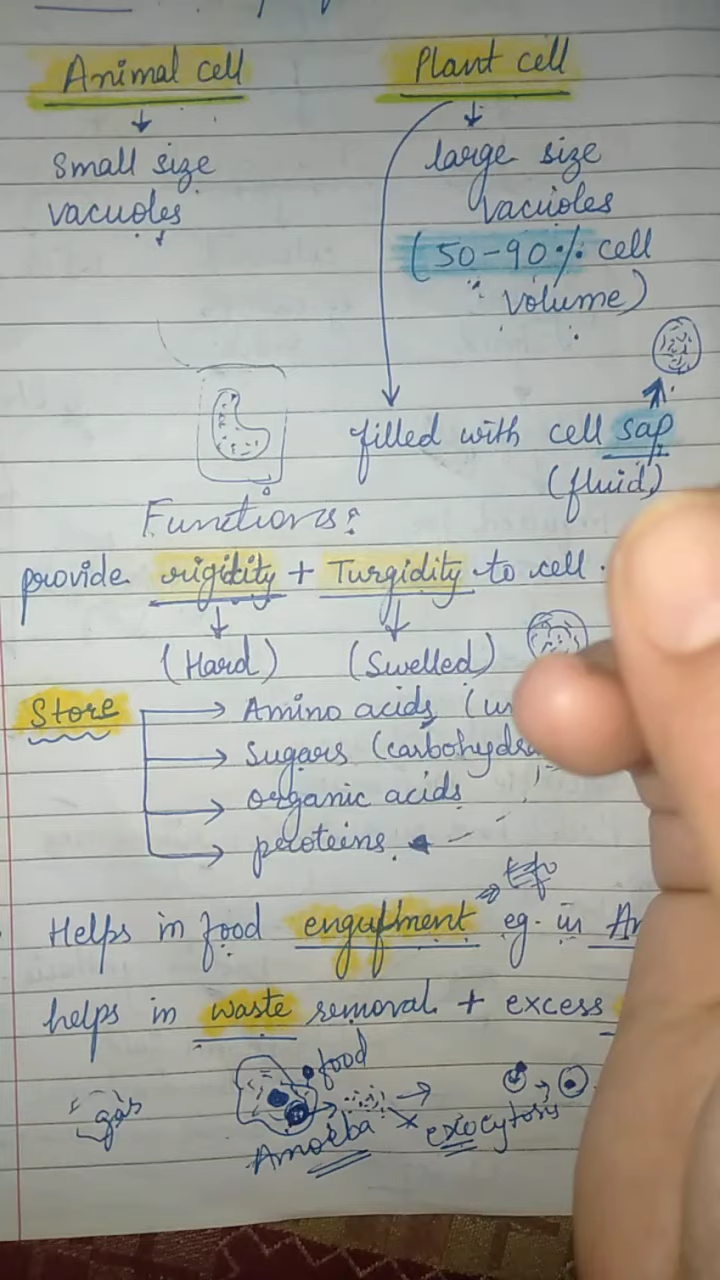 Animal cell
Plant cell
small size
vacuoles
large size
vacuoles
(50-90% cell
volume)
filled with cell sap
(fluid)
Functions:
provide rigidity + Turgidity to cell.
(Hard) (Swelled)
Store
Amino acids
Sugars
organic acids
proteins.
Helps in food engulfment eg. in
helps in waste removal + excess
food
gas
Amoeba
exocytosis